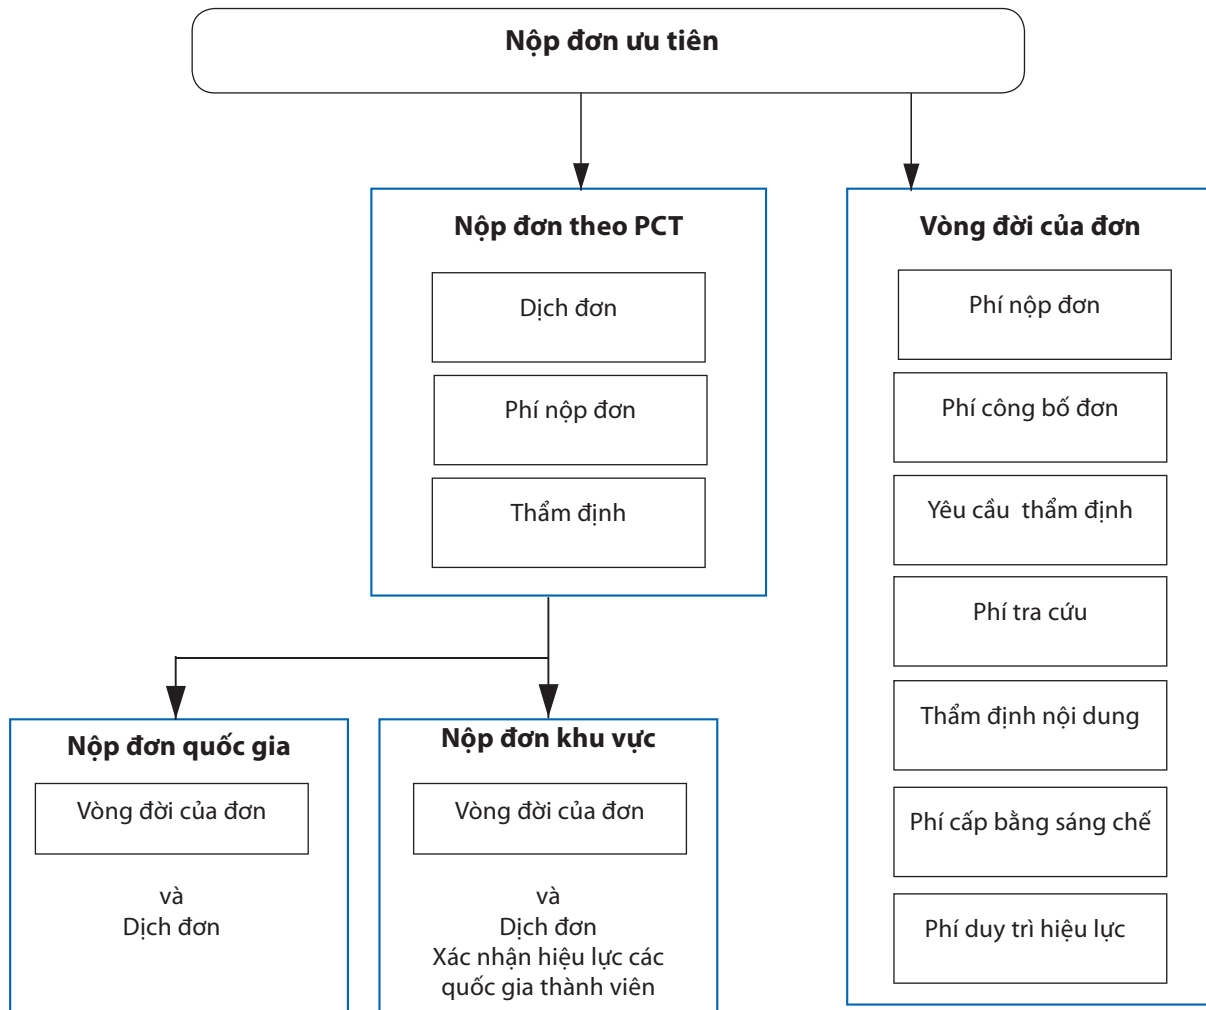 Nộp đơn ưu tiên
Nộp đơn theo PCT
Dịch đơn
Phí nộp đơn
Thẩm định
Vòng đời của đơn
Phí nộp đơn
Phí công bố đơn
Yêu cầu thẩm định
Phí tra cứu
Thẩm định nội dung
Phí cấp bằng sáng chế
Phí duy trì hiệu lực
Nộp đơn quốc gia
Vòng đời của đơn
và
Dịch đơn
Nộp đơn khu vực
Vòng đời của đơn
và
Dịch đơn
Xác nhận hiệu lực các
quốc gia thành viên